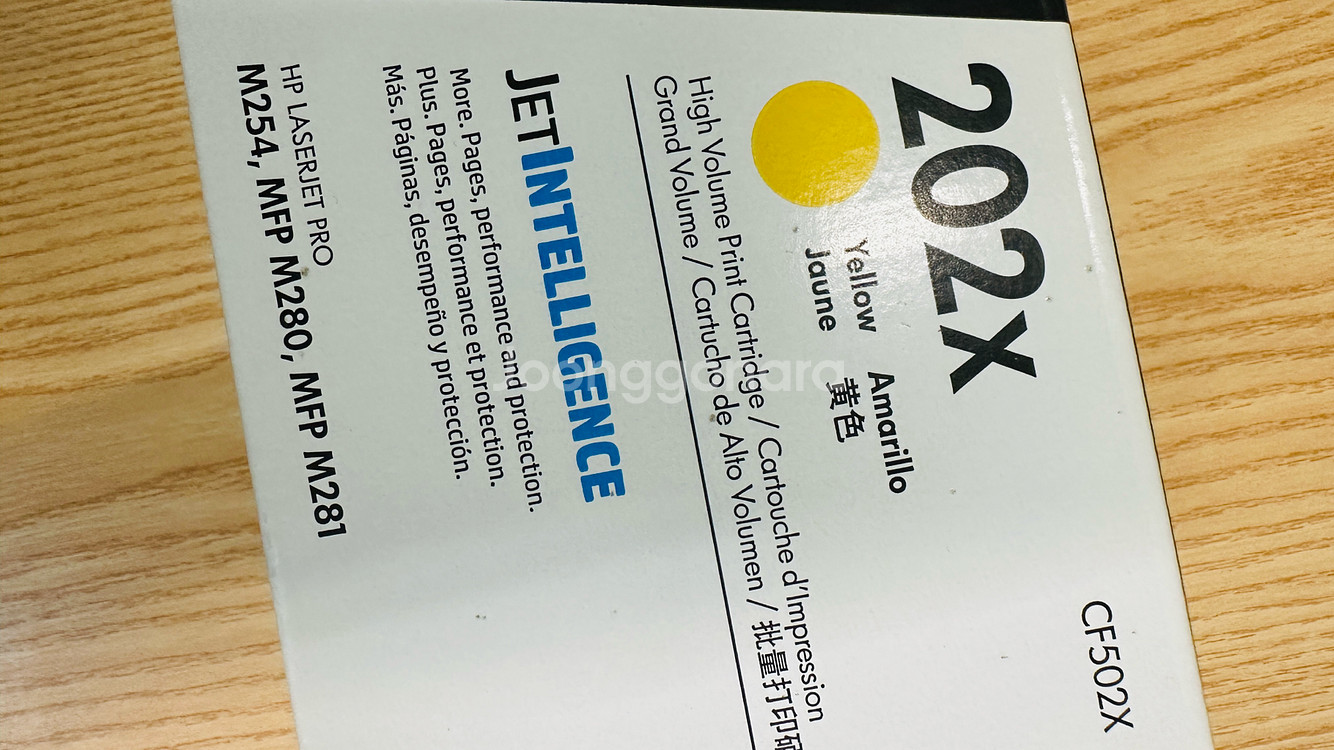 202X
CF502X
Yellow Amarillo
Jaune 黄色
High Volume Print Cartridge / Cartouche d'Impression
Grand Volume / Cartucho de Alto Volumen / 批量打印
JETINTELLIGENCE
More. Pages, performance and protection.
Plus. Pages, performance et protection.
Más. Páginas, desempeño y protección.
HP LASERJET PRO
M254, MFP M280, MFP M281
Joonggonara